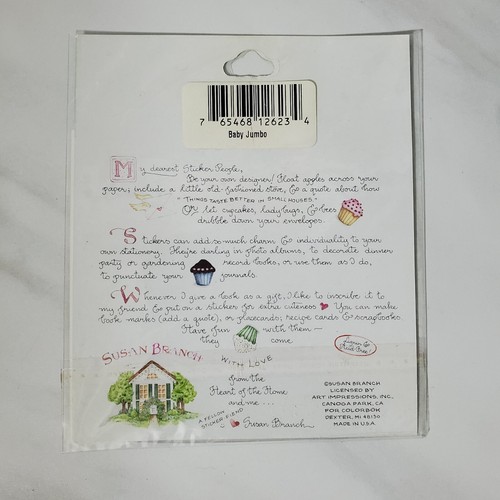 7 65468 12623 4
Baby Jumbo
My dearest Sticker People,
Be your own designer! Float apples across your
paper; include a little old-fashioned stove, & a quote about how
"THINGS TASTE BETTER IN SMALL HOUSES."
Or let cupcakes, ladybugs, & bees
dribble down your envelopes.
Stickers can add so much charm & individuality to your
own stationery. They're darling in photo albums, to decorate dinner
party or gardening record books, or use them as I do,
to punctuate your journals.
Whenever I give a book as a gift, I like to inscribe it to
my friend & put on a sticker for extra cuteness You can make
book marks (add a quote), or placecards; recipe cards & scrapbooks.
Have fun with them—
they come
SUSAN BRANCH
WITH LOVE
from the
Heart of the Home
and me...
A FELLOW
STICKER-FIEND
Susan Branch
Acid-Free
©SUSAN BRANCH
LICENSED BY
ART IMPRESSIONS, INC.
CANOGA PARK, CA
FOR COLORBOK
DEXTER, MI 48130
MADE IN U.S.A.